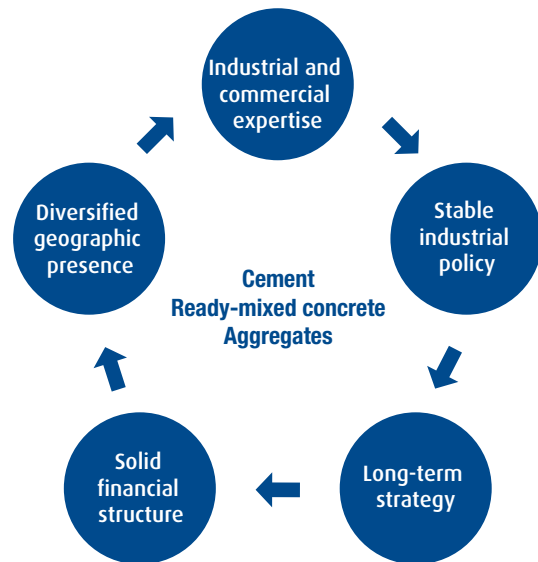 Industrial and
commercial
expertise
Stable
industrial
policy
Long-term
strategy
Solid
financial
structure
Diversified
geographic
presence
Cement
Ready-mixed concrete
Aggregates